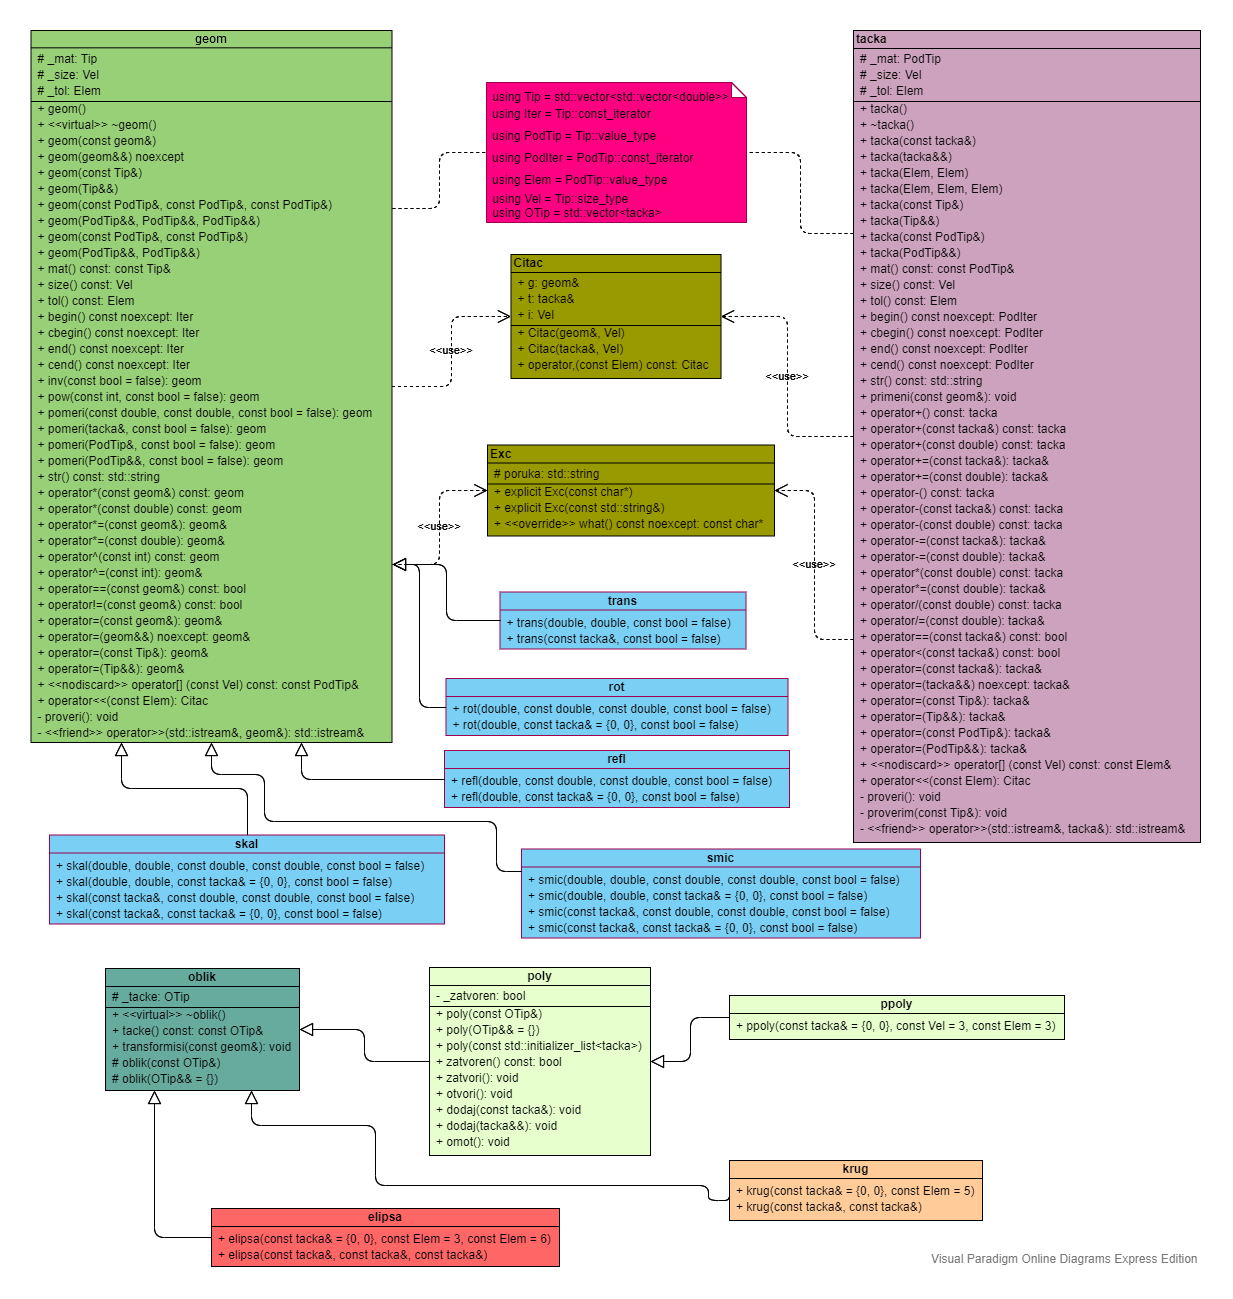 geom
# _mat: Tip
# _size: Vel
# _tol: Elem
+ geom()
+ <<virtual>> ~geom()
+ geom(const geom&)
+ geom(geom&&) noexcept
+ geom(const Tip&)
+ geom(Tip&&)
+ geom(const PodTip&, const PodTip&, const PodTip&)
+ geom(PodTip&&, PodTip&&, PodTip&&)
+ geom(const PodTip&, const PodTip&)
+ geom(PodTip&&, PodTip&&)
+ mat() const: const Tip&
+ size() const: Vel
+ tol() const: Elem
+ begin() const noexcept: Iter
+ cbegin() const noexcept: Iter
+ end() const noexcept: Iter
+ cend() const noexcept: Iter
+ inv(const bool = false): geom
+ pow(const int, const bool = false): geom
+ pomeri(const double, const double, const bool = false): geom
+ pomeri(tacka&, const bool = false): geom
+ pomeri(PodTip&, const bool = false): geom
+ pomeri(PodTip&&, const bool = false): geom
+ str() const: std::string
+ operator*(const geom&) const: geom
+ operator*(const double) const: geom
+ operator*=(const geom&): geom&
+ operator*=(const double): geom&
+ operator^(const int) const: geom
+ operator^=(const int): geom&
+ operator==(const geom&) const: bool
+ operator!=(const geom&) const: bool
+ operator=(const geom&): geom&
+ operator=(geom&&) noexcept: geom&
+ operator=(const Tip&): geom&
+ operator=(Tip&&): geom&
+ <<nodiscard>> operator[] (const Vel) const: const PodTip&
+ operator<<(const Elem): Citac
- proveri(): void
- <<friend>> operator>>(std::istream&, geom&): std::istream&
using Tip = std::vector<std::vector<double>>
using Iter = Tip::const_iterator
using PodTip = Tip::value_type
using PodIter = PodTip::const_iterator
using Elem = PodTip::value_type
using Vel = Tip::size_type
using OTip = std::vector<tacka>
Citac
+ g: geom&
+ t: tacka&
+ i: Vel
+ Citac(geom&, Vel)
+ Citac(tacka&, Vel)
+ operator,(const Elem) const: Citac
<<use>>
<<use>>
Exc
# poruka: std::string
+ explicit Exc(const char*)
+ explicit Exc(const std::string&)
+ <<override>> what() const noexcept: const char*
<<use>>
<<use>>
tacka
# _mat: PodTip
# _size: Vel
# _tol: Elem
+ tacka()
+ ~tacka()
+ tacka(const tacka&)
+ tacka(tacka&&)
+ tacka(Elem, Elem)
+ tacka(Elem, Elem, Elem)
+ tacka(const Tip&)
+ tacka(Tip&&)
+ tacka(const PodTip&)
+ tacka(PodTip&&)
+ mat() const: const PodTip&
+ size() const: Vel
+ tol() const: Elem
+ begin() const noexcept: PodIter
+ cbegin() const noexcept: PodIter
+ end() const noexcept: PodIter
+ cend() const noexcept: PodIter
+ str() const: std::string
+ primeni(const geom&): void
+ operator+() const: tacka
+ operator+(const tacka&) const: tacka
+ operator+(const double) const: tacka
+ operator+=(const tacka&): tacka&
+ operator+=(const double): tacka&
+ operator-() const: tacka
+ operator-(const tacka&) const: tacka
+ operator-(const double) const: tacka
+ operator-=(const tacka&): tacka&
+ operator-=(const double): tacka&
+ operator*(const double) const: tacka
+ operator*=(const double): tacka&
+ operator/(const double) const: tacka
+ operator/=(const double): tacka&
+ operator==(const tacka&) const: bool
+ operator<(const tacka&) const: bool
+ operator=(const tacka&): tacka&
+ operator=(tacka&&) noexcept: tacka&
+ operator=(const Tip&): tacka&
+ operator=(Tip&&): tacka&
+ operator=(const PodTip&): tacka&
+ operator=(PodTip&&): tacka&
+ <<nodiscard>> operator[] (const Vel) const: const Elem&
+ operator<<(const Elem): Citac
- proveri(): void
- proverim(const Tip&): void
- <<friend>> operator>>(std::istream&, tacka&): std::istream&
trans
+ trans(double, double, const bool = false)
+ trans(const tacka&, const bool = false)
rot
+ rot(double, const double, const double, const bool = false)
+ rot(double, const tacka& = {0, 0}, const bool = false)
refl
+ refl(double, const double, const double, const bool = false)
+ refl(double, const tacka& = {0, 0}, const bool = false)
skal
+ skal(double, double, const double, const double, const bool = false)
+ skal(double, double, const tacka& = {0, 0}, const bool = false)
+ skal(const tacka&, const double, const double, const bool = false)
+ skal(const tacka&, const tacka& = {0, 0}, const bool = false)
smic
+ smic(double, double, const double, const double, const bool = false)
+ smic(double, double, const tacka& = {0, 0}, const bool = false)
+ smic(const tacka&, const double, const double, const bool = false)
+ smic(const tacka&, const tacka& = {0, 0}, const bool = false)
oblik
# _tacke: OTip
+ <<virtual>> ~oblik()
+ tacke() const: const OTip&
+ transformisi(const geom&): void
# oblik(const OTip&)
# oblik(OTip&& = {})
poly
- _zatvoren: bool
+ poly(const OTip&)
+ poly(OTip&& = {})
+ poly(const std::initializer_list<tacka>)
+ zatvoren() const: bool
+ zatvori(): void
+ otvori(): void
+ dodaj(const tacka&): void
+ dodaj(tacka&&): void
+ omot(): void
ppoly
+ ppoly(const tacka& = {0, 0}, const Vel = 3, const Elem = 3)
krug
+ krug(const tacka& = {0, 0}, const Elem = 5)
+ krug(const tacka&, const tacka&)
elipsa
+ elipsa(const tacka& = {0, 0}, const Elem = 3, const Elem = 6)
+ elipsa(const tacka&, const tacka&, const tacka&)
Visual Paradigm Online Diagrams Express Edition